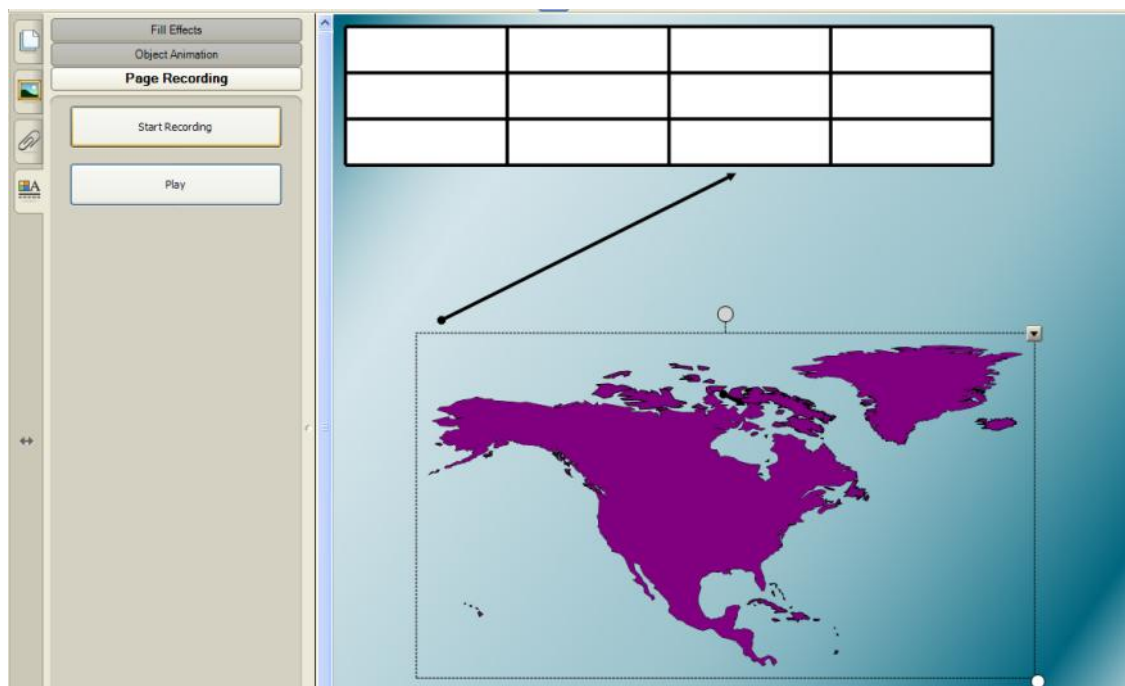 Fill Effects
Object Animation
Page Recording
Start Recording
Play
A